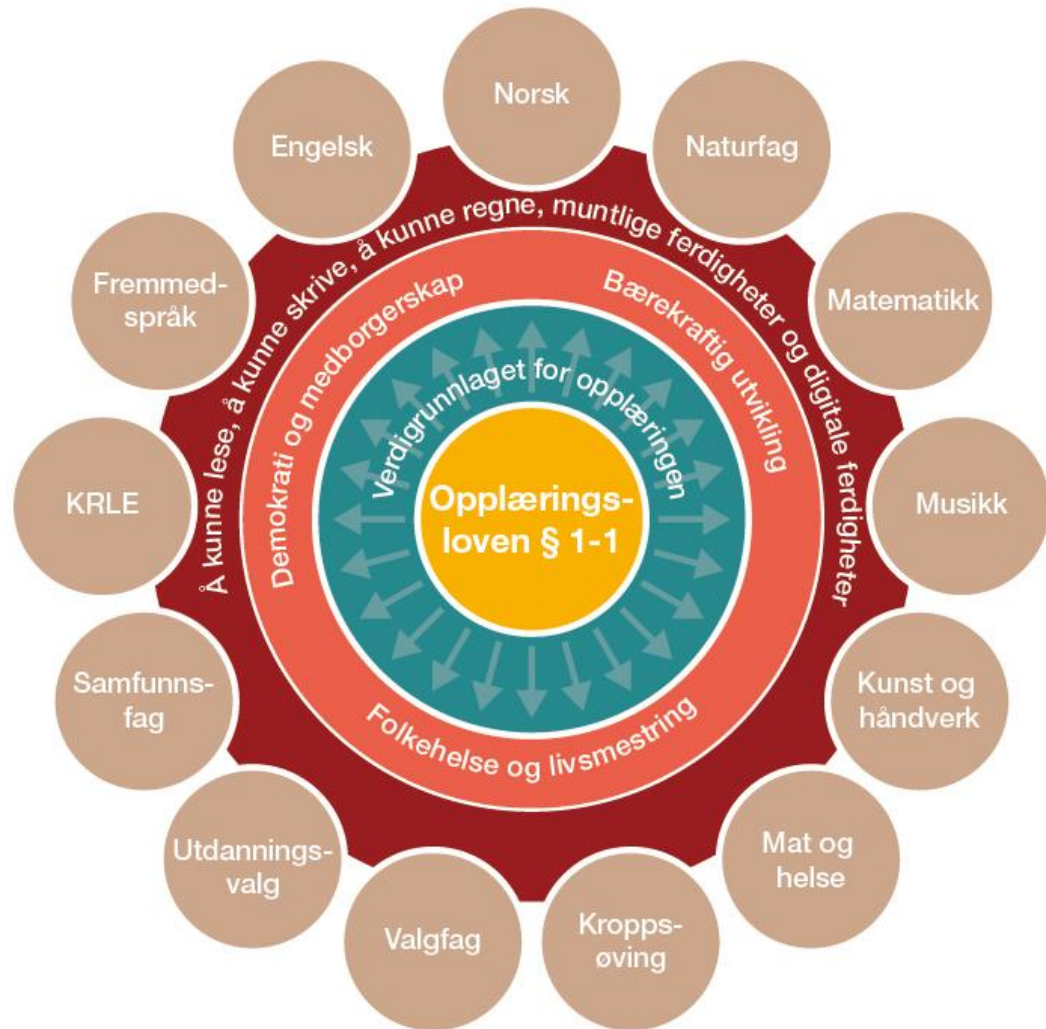 Norsk
Engelsk
Naturfag
Fremmed-
språk
Matematikk
KRLE
Musikk
Samfunns-
fag
Kunst og
håndverk
Utdannings-
valg
Mat og
helse
Valgfag
Kropps-
øving
Å kunne lese, å kunne skrive, å kunne regne, muntlige ferdigheter og digitale ferdigheter
Demokrati og medborgerskap
Bærekraftig utvikling
Folkehelse og livsmestring
Verdigrunnlaget for opplæringen
Opplærings-
loven § 1-1